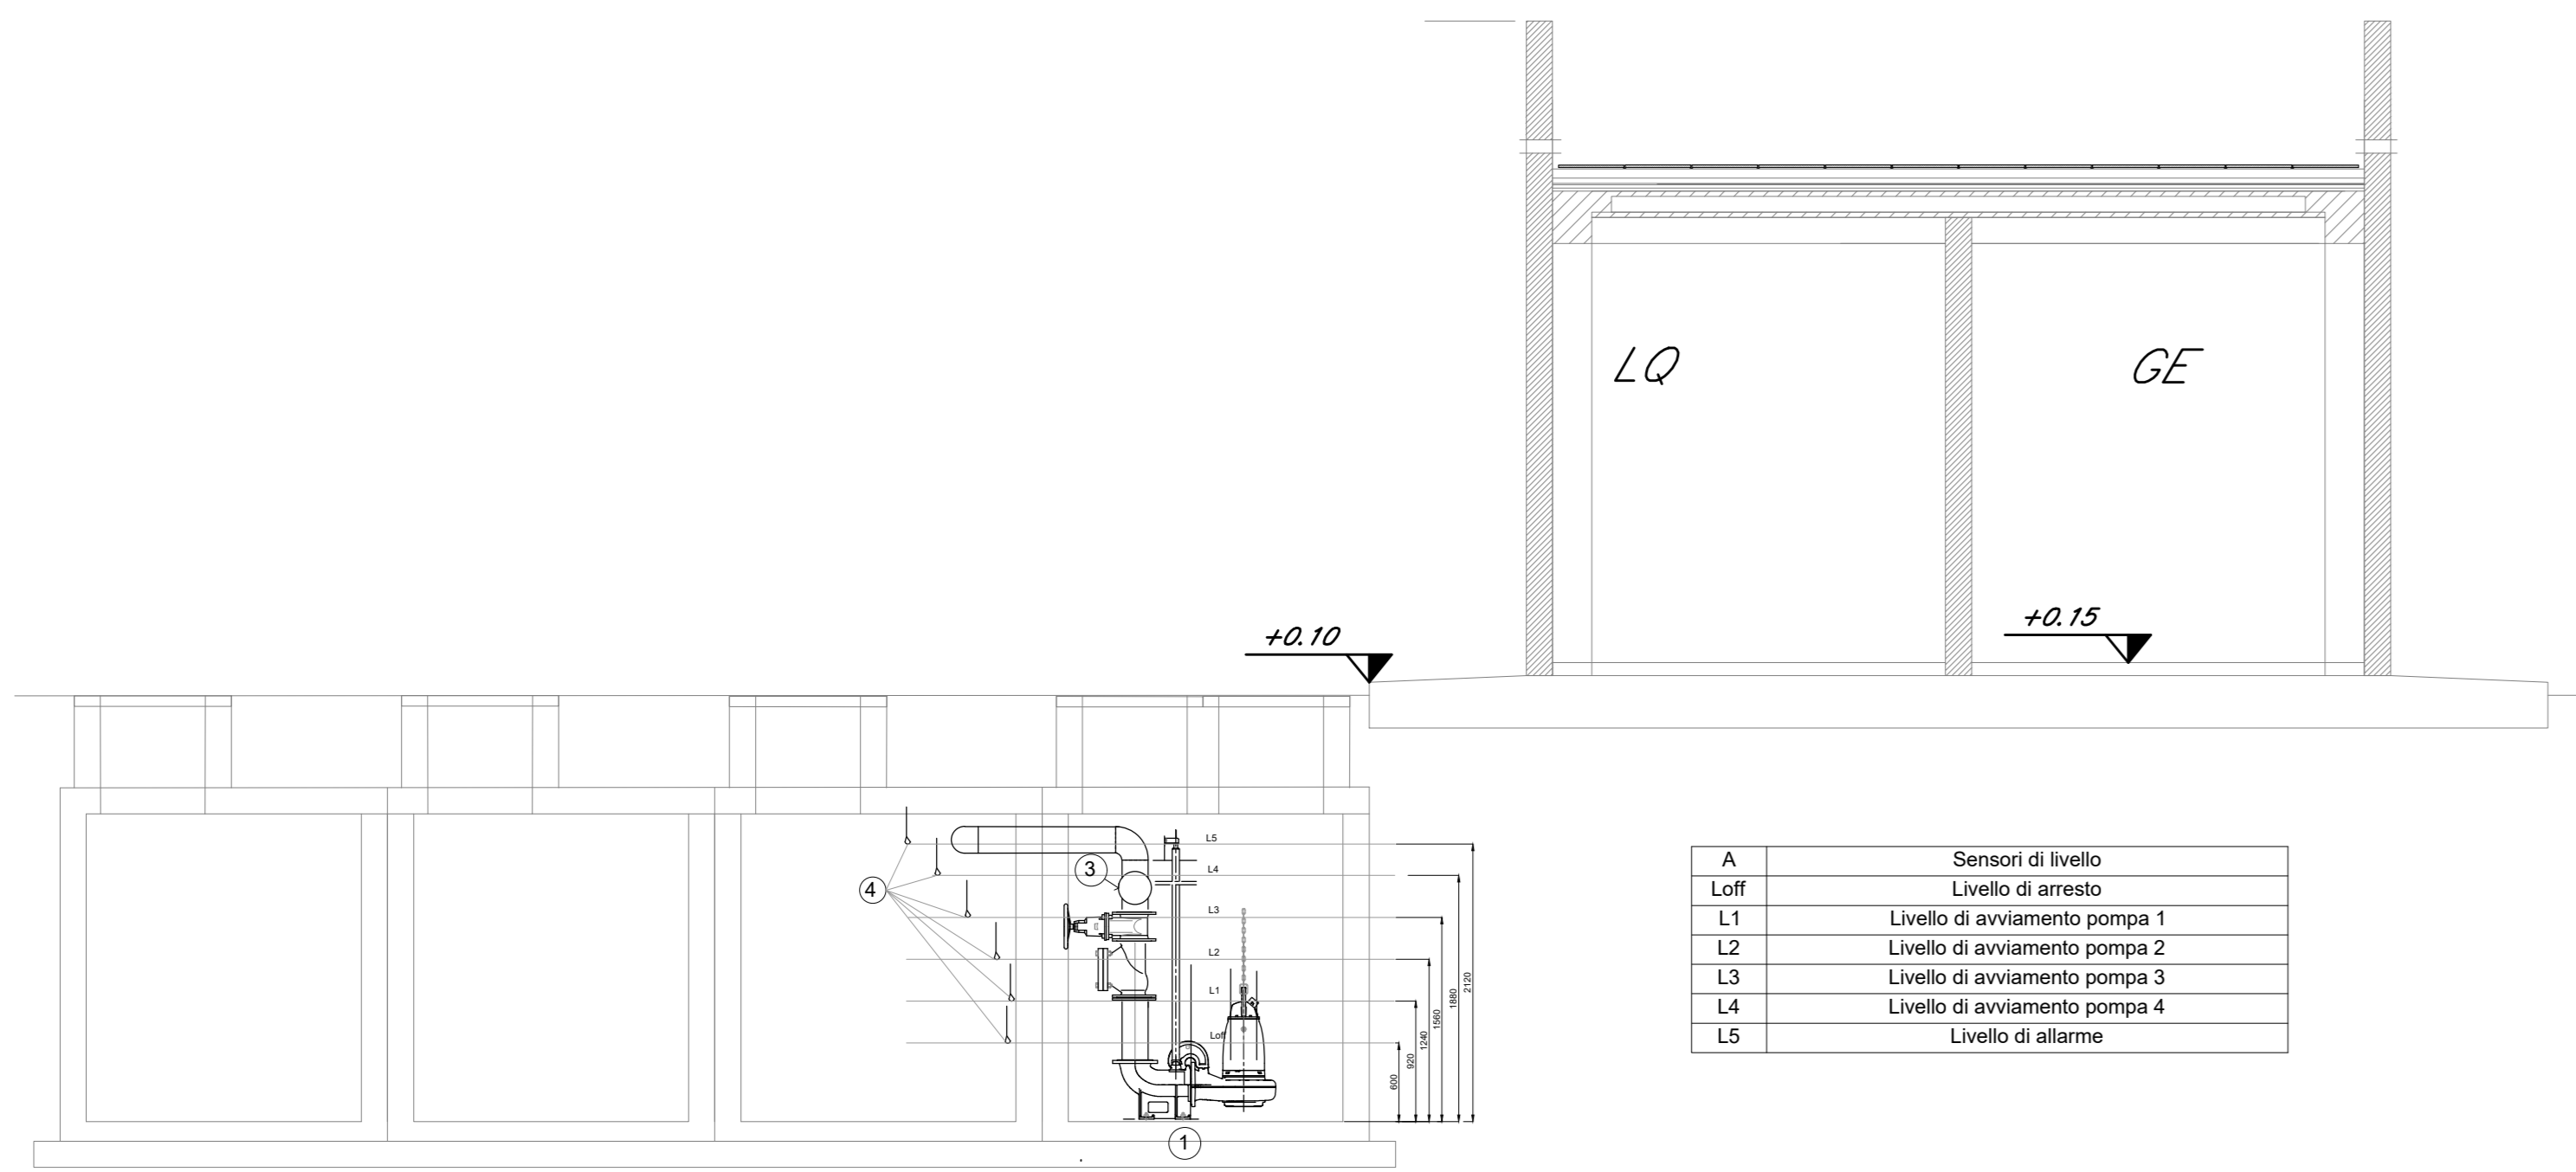 LQ
GE
+0.15
+0.10
L5
L4
3
4
L3
L2
L1
Loff
1
600
920
1240
1560
1880
2120
A Sensori di livello
Loff Livello di arresto
L1 Livello di avviamento pompa 1
L2 Livello di avviamento pompa 2
L3 Livello di avviamento pompa 3
L4 Livello di avviamento pompa 4
L5 Livello di allarme